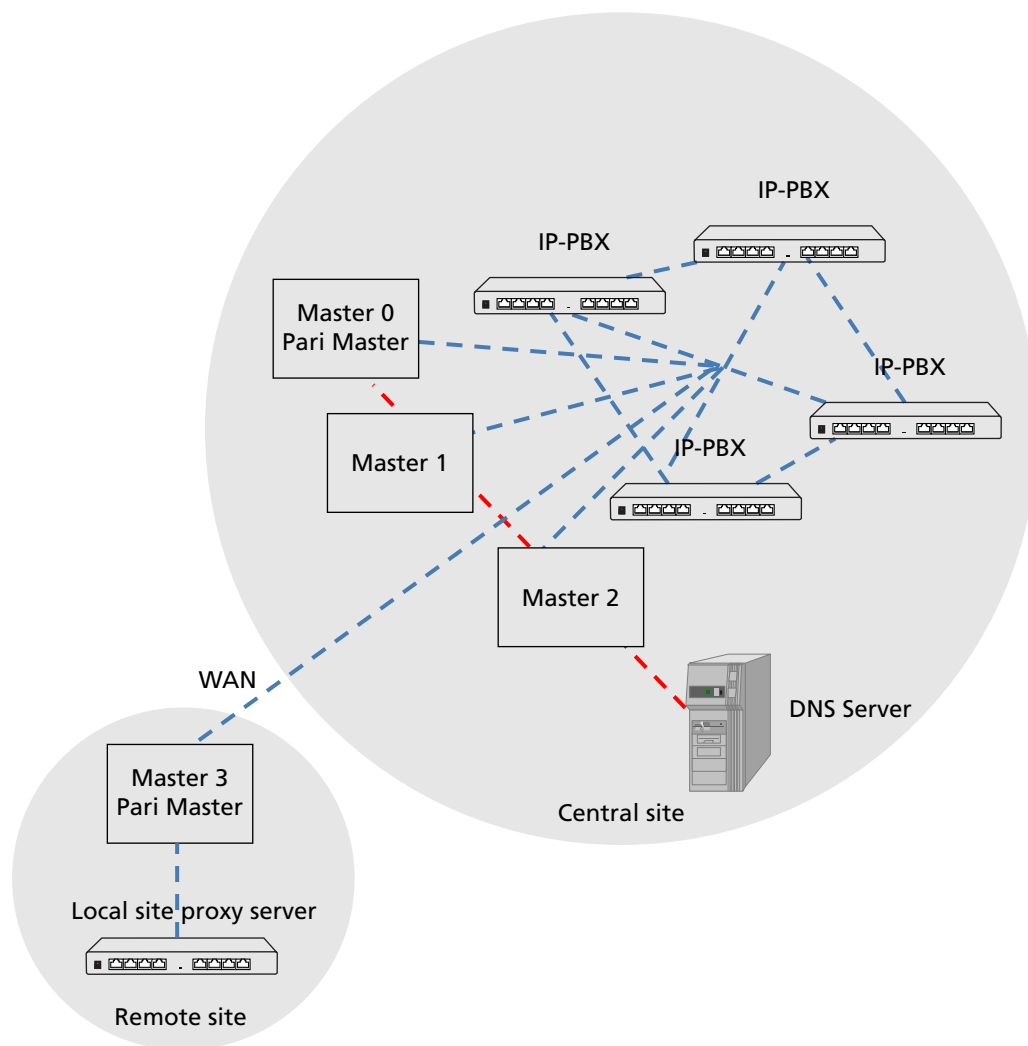 IP-PBX
IP-PBX
Master 0
Pari Master
IP-PBX
Master 1
IP-PBX
Master 2
WAN
DNS Server
Master 3
Pari Master
Central site
Local site proxy server
Remote site